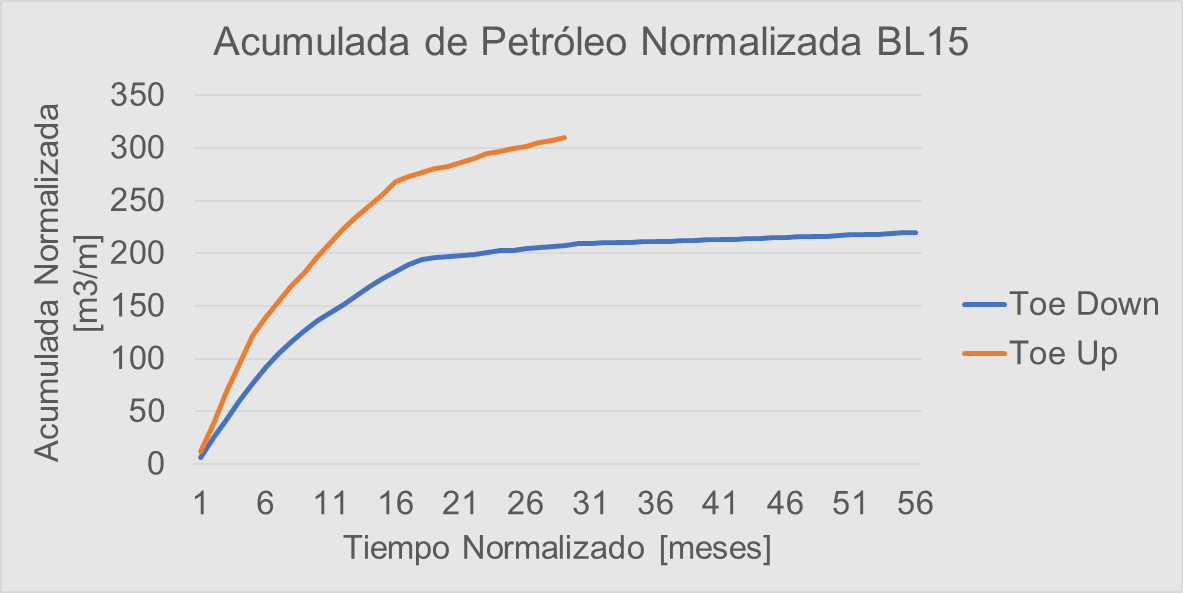 Acumulada de Petróleo Normalizada BL15
Acumulada Normalizada
[m3/m]
350
300
250
200
150
100
50
0
1 6 11 16 21 26 31 36 41 46 51 56
Tiempo Normalizado [meses]
Toe Down
Toe Up